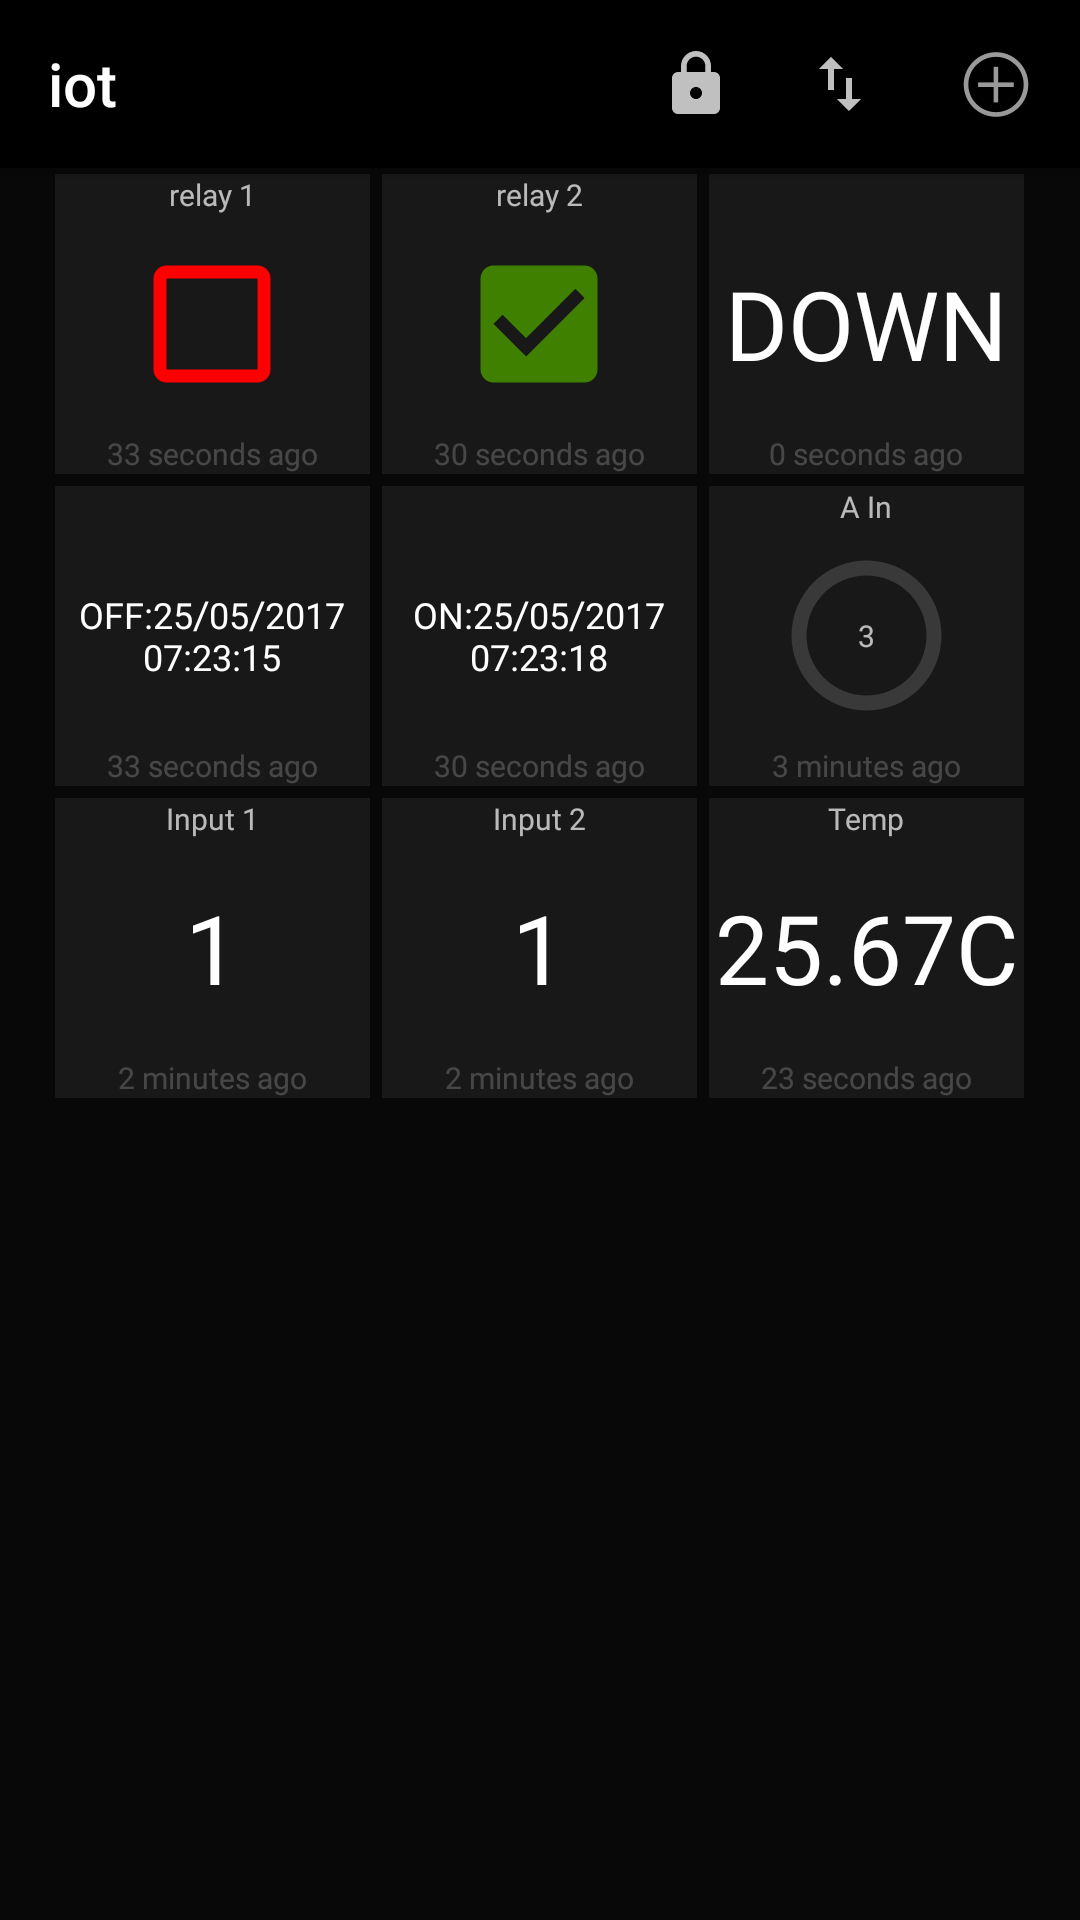 iot
relay 1
relay 2
DOWN
33 seconds ago
30 seconds ago
0 seconds ago
OFF:25/05/2017
07:23:15
ON:25/05/2017
07:23:18
A In
3
33 seconds ago
30 seconds ago
3 minutes ago
Input 1
Input 2
Temp
1
1
25.67C
2 minutes ago
2 minutes ago
23 seconds ago